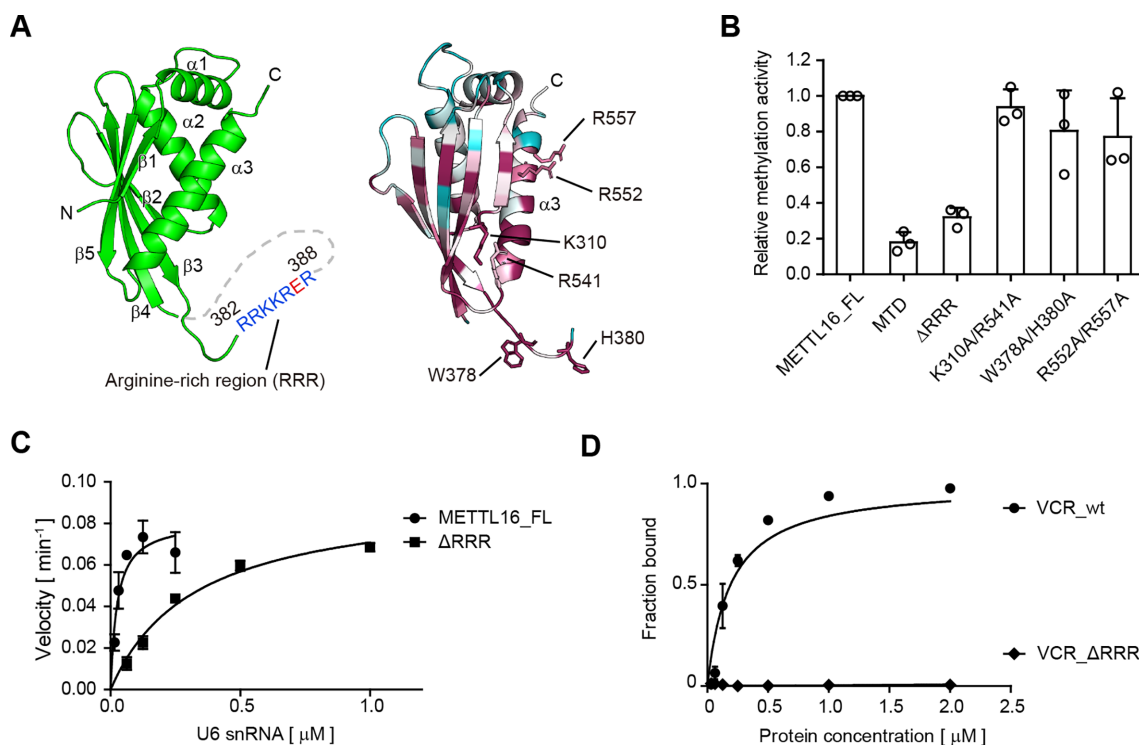 A
α1
C
α2
α3
β1
β2
N
β5
β3
β4
382
388
RRKKRER
Arginine-rich region (RRR)
C
R557
R552
α3
K310
R541
H380
W378
B
Relative methylation activity
1.2
1.0
0.8
0.6
0.4
0.2
0.0
METTL16_FL
MTD
ΔRRR
K310A/R541A
W378A/H380A
R552A/R557A
C
Velocity [ min⁻¹ ]
0.10
0.08
0.06
0.04
0.02
0.00
0.0
0.5
1.0
U6 snRNA [ μM ]
METTL16_FL
ΔRRR
D
Fraction bound
1.0
0.5
0
0
0.5
1.0
1.5
2.0
2.5
Protein concentration [ μM ]
VCR_wt
VCR_ΔRRR